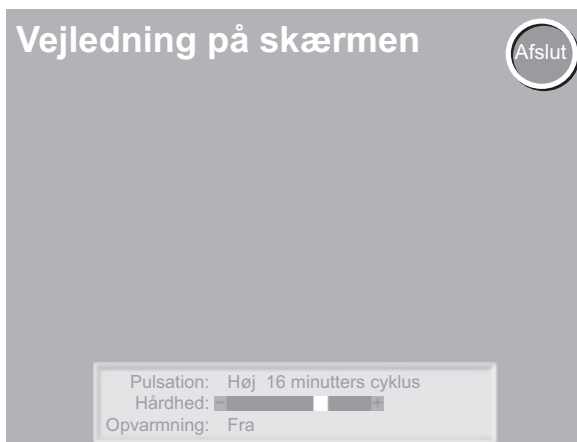 Vejledning på skærmen
Afslut
Pulsation: Høj 16 minutters cyklus
Hårdhed: − +
Opvarmning: Fra